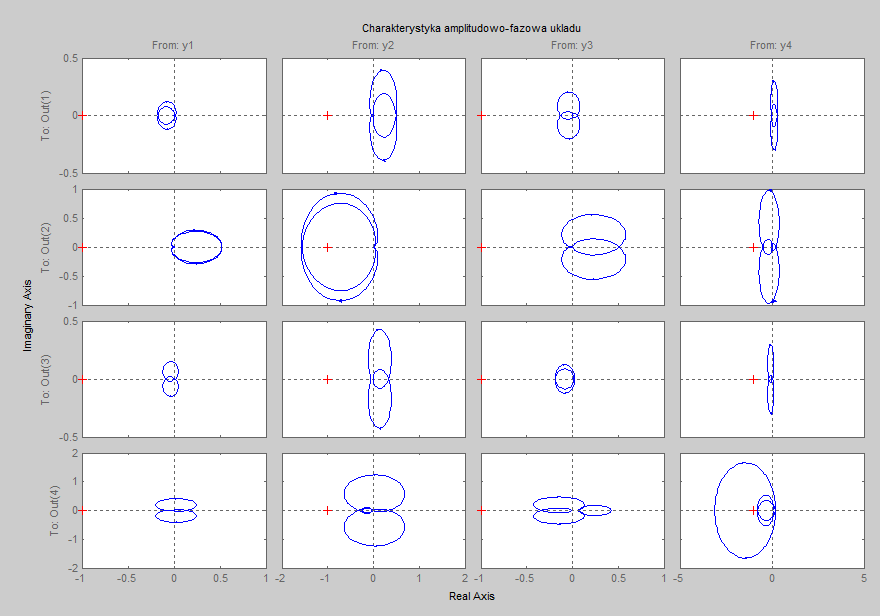 Charakterystyka amplitudowo-fazowa ukladu
From: y1 From: y2 From: y3 From: y4
To: Out(1)
0.5
0
-0.5
To: Out(2)
1
0.5
0
-0.5
-1
Imaginary Axis
To: Out(3)
0.5
0
-0.5
To: Out(4)
2
1
0
-1
-2
-1 -0.5 0 0.5 1 -2 -1 0 1 2 -1 -0.5 0 0.5 1 -5 0 5
Real Axis